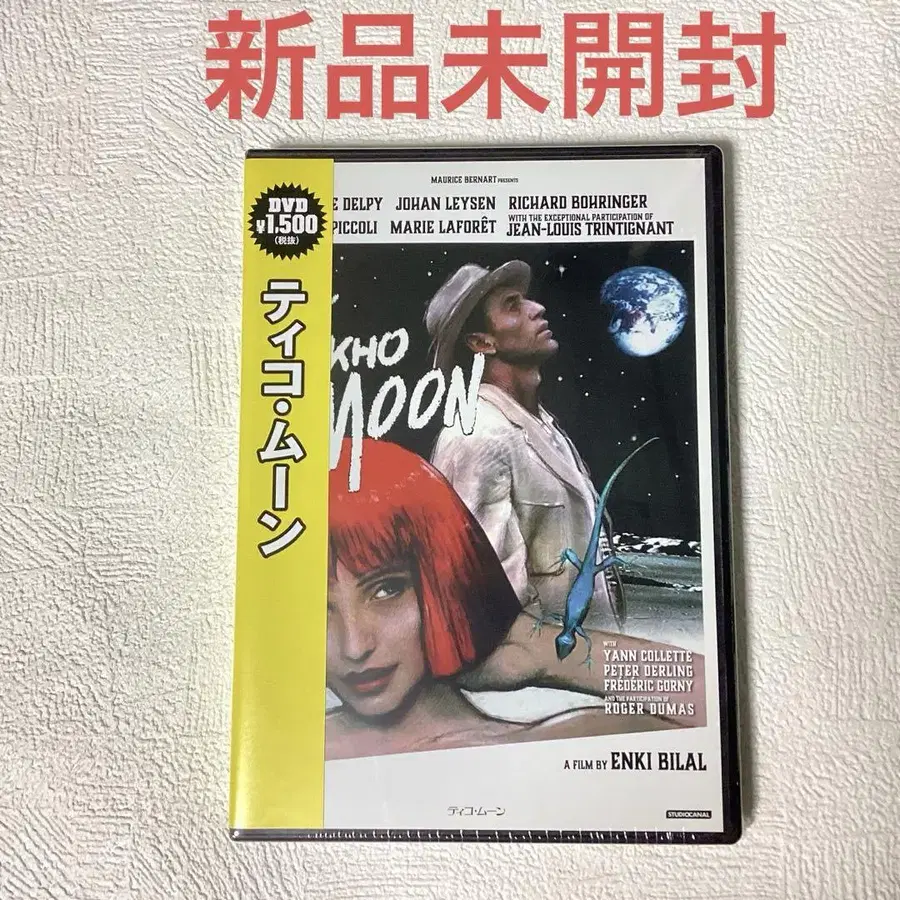 新品未開封
MAURICE BERNART PRESENTS
E DELPY JOHAN LEYSEN RICHARD BOHRINGER
PICCOLI MARIE LAFORÊT WITH THE EXCEPTIONAL PARTICIPATION OF
JEAN-LOUIS TRINTIGNANT
DVD
¥1,500
(税抜)
ティコ・ムーン
KHO
MOON
WITH
YANN COLLETTE
PETER DERLING
FRÉDÉRIC GORNY
AND THE PARTICIPATION OF
ROGER DUMAS
A FILM BY ENKI BILAL
ティコ・ムーン
STUDIOCANAL